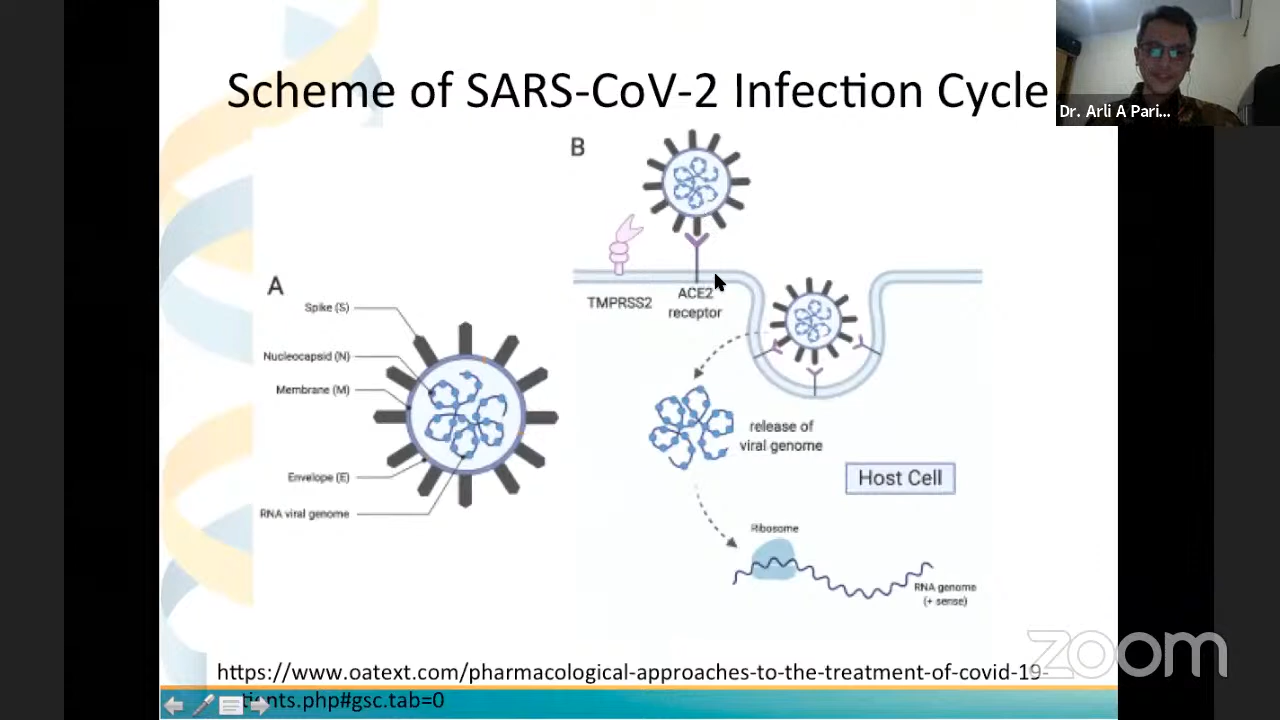 Scheme of SARS-CoV-2 Infection Cycle
Dr. Arli A Pari...
B
TMPRSS2
ACE2
receptor
A
Spike (S)
Nucleocapsid (N)
Membrane (M)
Envelope (E)
RNA viral genome
release of
viral genome
Host Cell
Ribosome
RNA genome
(+ sense)
zoom
https://www.oatext.com/pharmacological-approaches-to-the-treatment-of-covid-19-
patients.php#gsc.tab=0